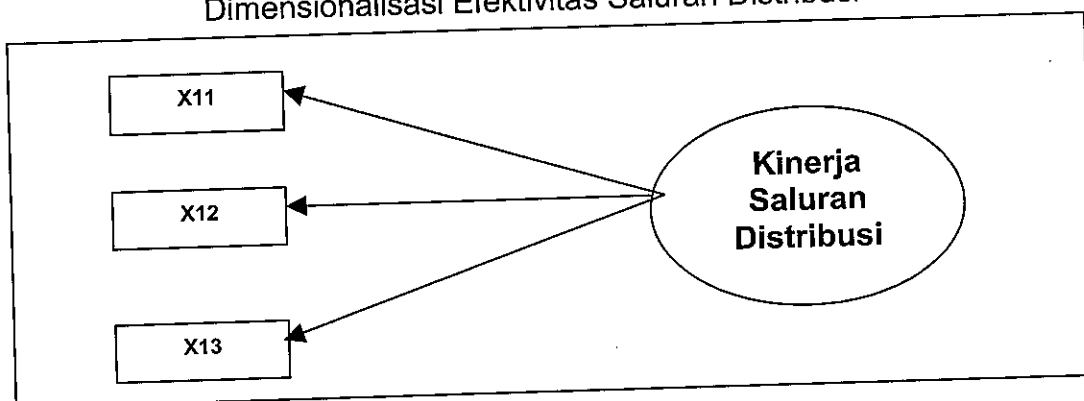 Dimensionalisasi Efektivitas Saluran Distribusi
X11
X12
X13
Kinerja
Saluran
Distribusi